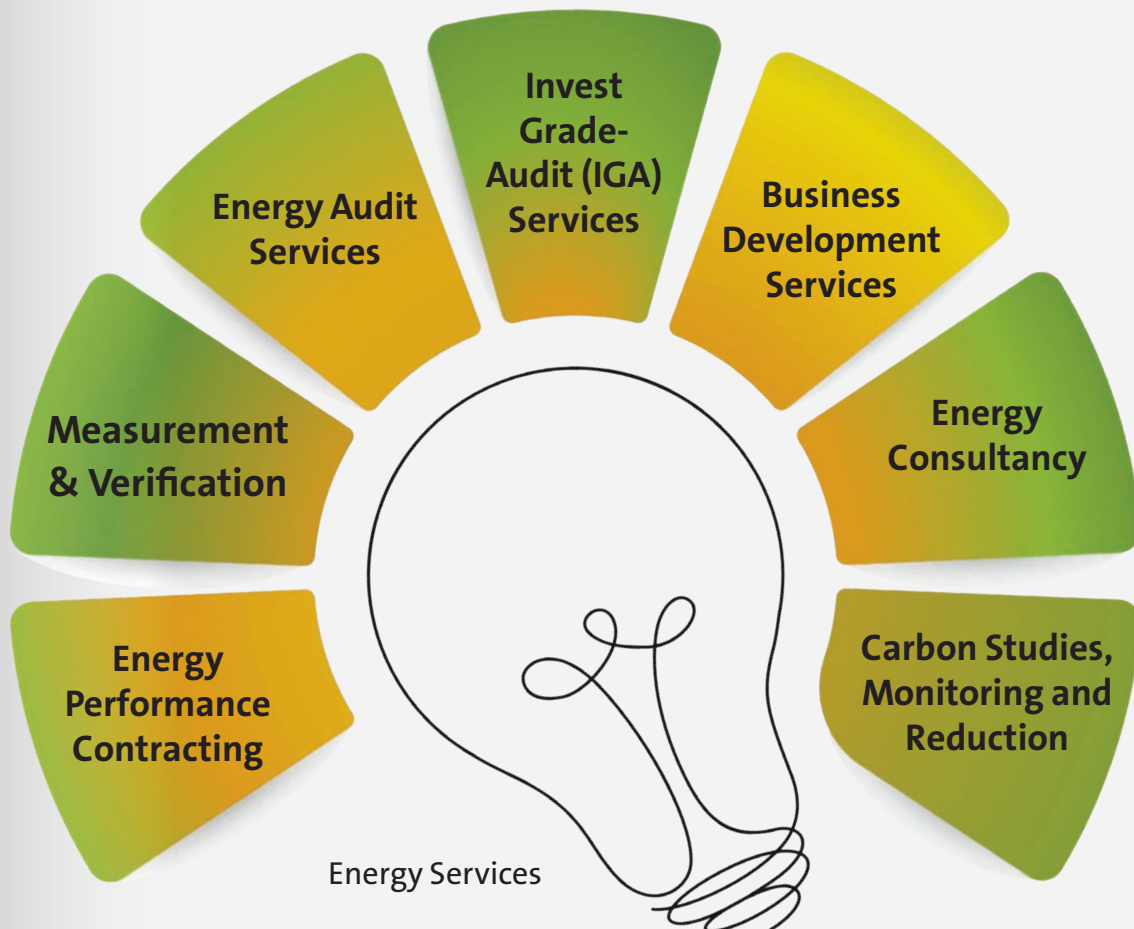 Energy
Performance
Contracting
Measurement
& Verification
Energy Audit
Services
Invest
Grade-
Audit (IGA)
Services
Business
Development
Services
Energy
Consultancy
Carbon Studies,
Monitoring and
Reduction
Energy Services